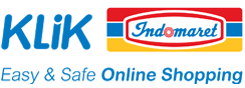 KLiK Indomaret
Easy & Safe Online Shopping